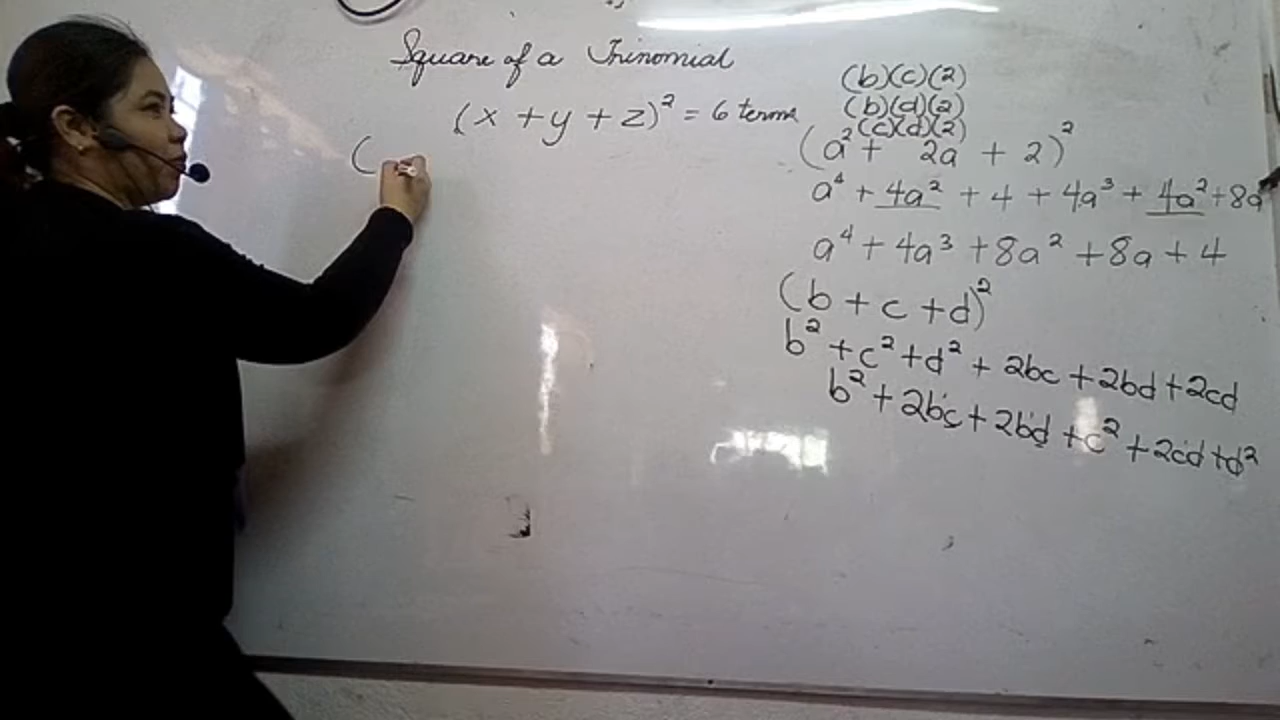 Square of a Trinomial
(x + y + z)² = 6 terms
(
(b)(c)(2)
(b)(d)(2)
(c)(d)(2)
(a² + 2a + 2)²
a⁴ + 4a² + 4 + 4a³ + 4a² + 8a
a⁴ + 4a³ + 8a² + 8a + 4
(b + c + d)²
b² + c² + d² + 2bc + 2bd + 2cd
b² + 2bc + 2bd + c² + 2cd + d²